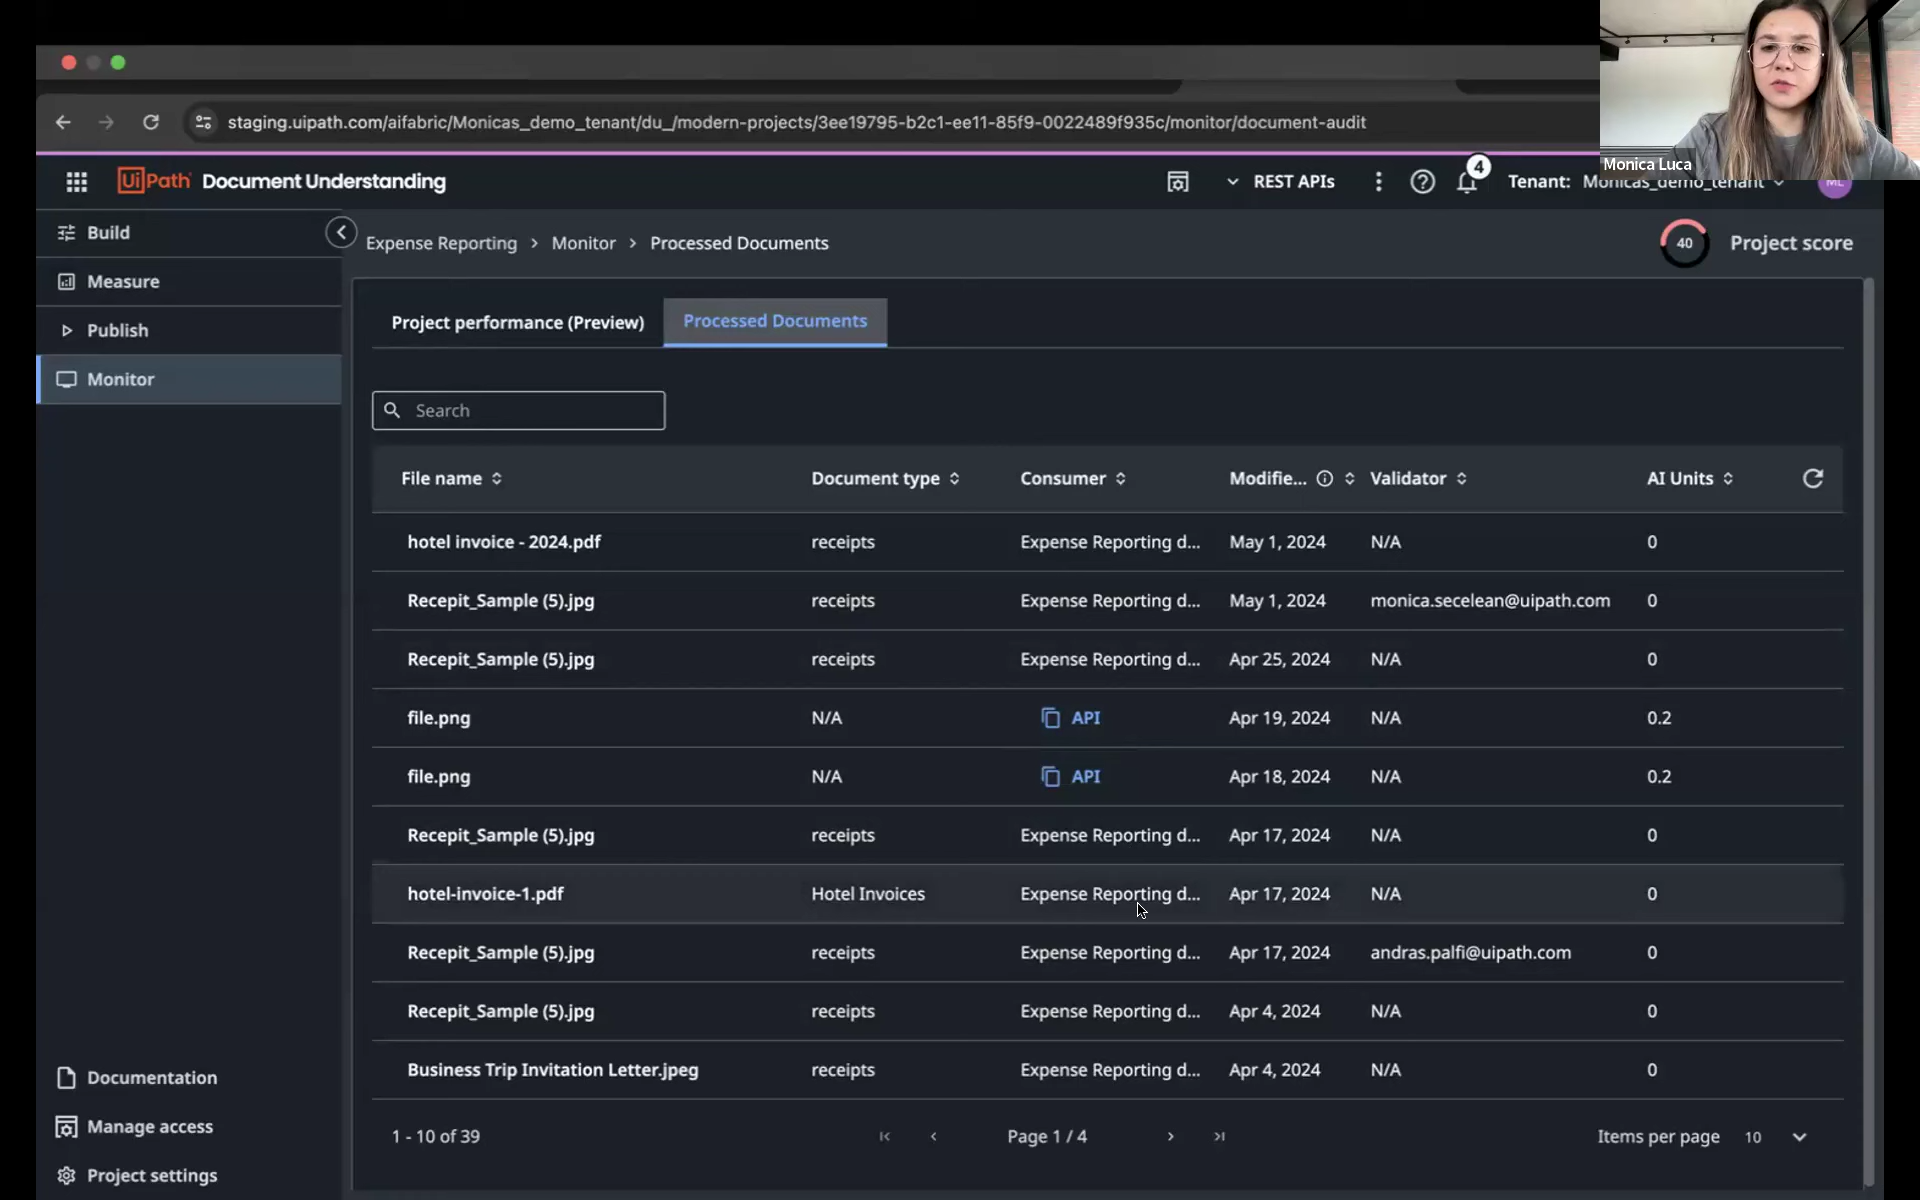 Monica Luca
staging.uipath.com/aifabric/Monicas_demo_tenant/du_/modern-projects/3ee19795-b2c1-ee11-85f9-0022489f935c/monitor/document-audit
UiPath Document Understanding
REST APIs
4
Tenant: Monicas_demo_tenant
ML
Build
Measure
Publish
Monitor
Expense Reporting > Monitor > Processed Documents
40 Project score
Project performance (Preview) Processed Documents
Search
File name Document type Consumer Modifie... Validator AI Units
hotel invoice - 2024.pdf receipts Expense Reporting d... May 1, 2024 N/A 0
Recepit_Sample (5).jpg receipts Expense Reporting d... May 1, 2024 monica.secelean@uipath.com 0
Recepit_Sample (5).jpg receipts Expense Reporting d... Apr 25, 2024 N/A 0
file.png N/A API Apr 19, 2024 N/A 0.2
file.png N/A API Apr 18, 2024 N/A 0.2
Recepit_Sample (5).jpg receipts Expense Reporting d... Apr 17, 2024 N/A 0
hotel-invoice-1.pdf Hotel Invoices Expense Reporting d... Apr 17, 2024 N/A 0
Recepit_Sample (5).jpg receipts Expense Reporting d... Apr 17, 2024 andras.palfi@uipath.com 0
Recepit_Sample (5).jpg receipts Expense Reporting d... Apr 4, 2024 N/A 0
Business Trip Invitation Letter.jpeg receipts Expense Reporting d... Apr 4, 2024 N/A 0
1 - 10 of 39 Page 1 / 4 Items per page 10
Documentation
Manage access
Project settings